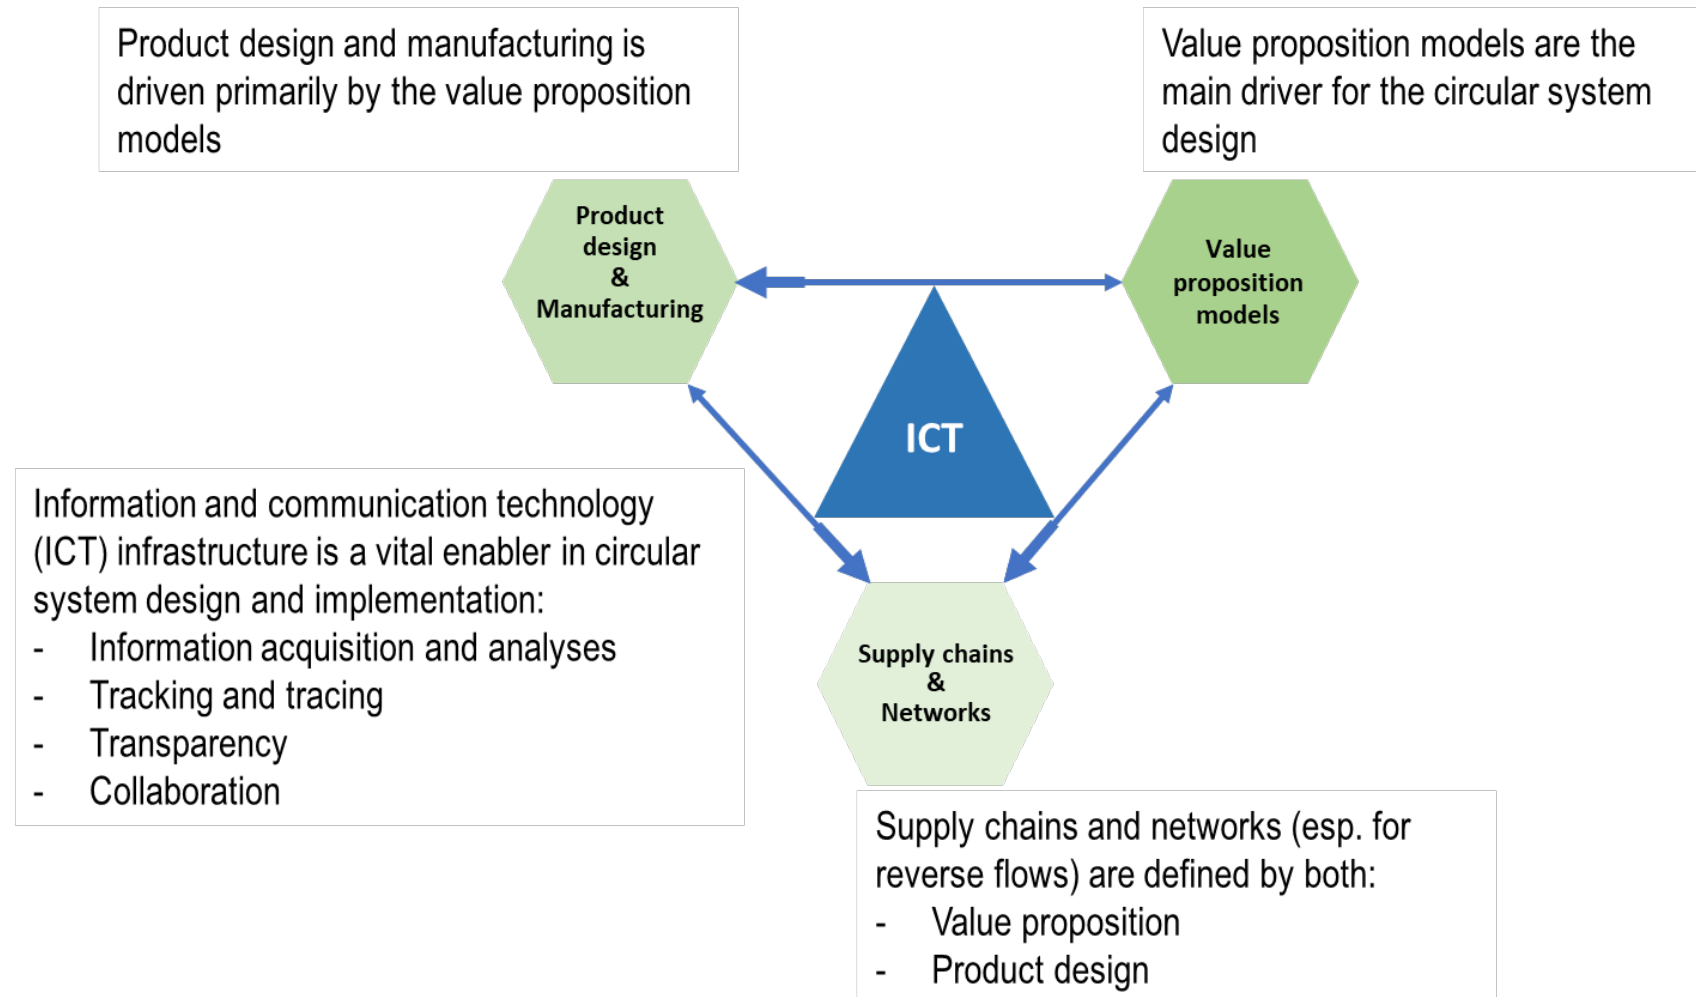 Product design and manufacturing is
driven primarily by the value proposition
models
Value proposition models are the
main driver for the circular system
design
Product
design
&
Manufacturing
Value
proposition
models
ICT
Information and communication technology
(ICT) infrastructure is a vital enabler in circular
system design and implementation:
- Information acquisition and analyses
- Tracking and tracing
- Transparency
- Collaboration
Supply chains
&
Networks
Supply chains and networks (esp. for
reverse flows) are defined by both:
- Value proposition
- Product design